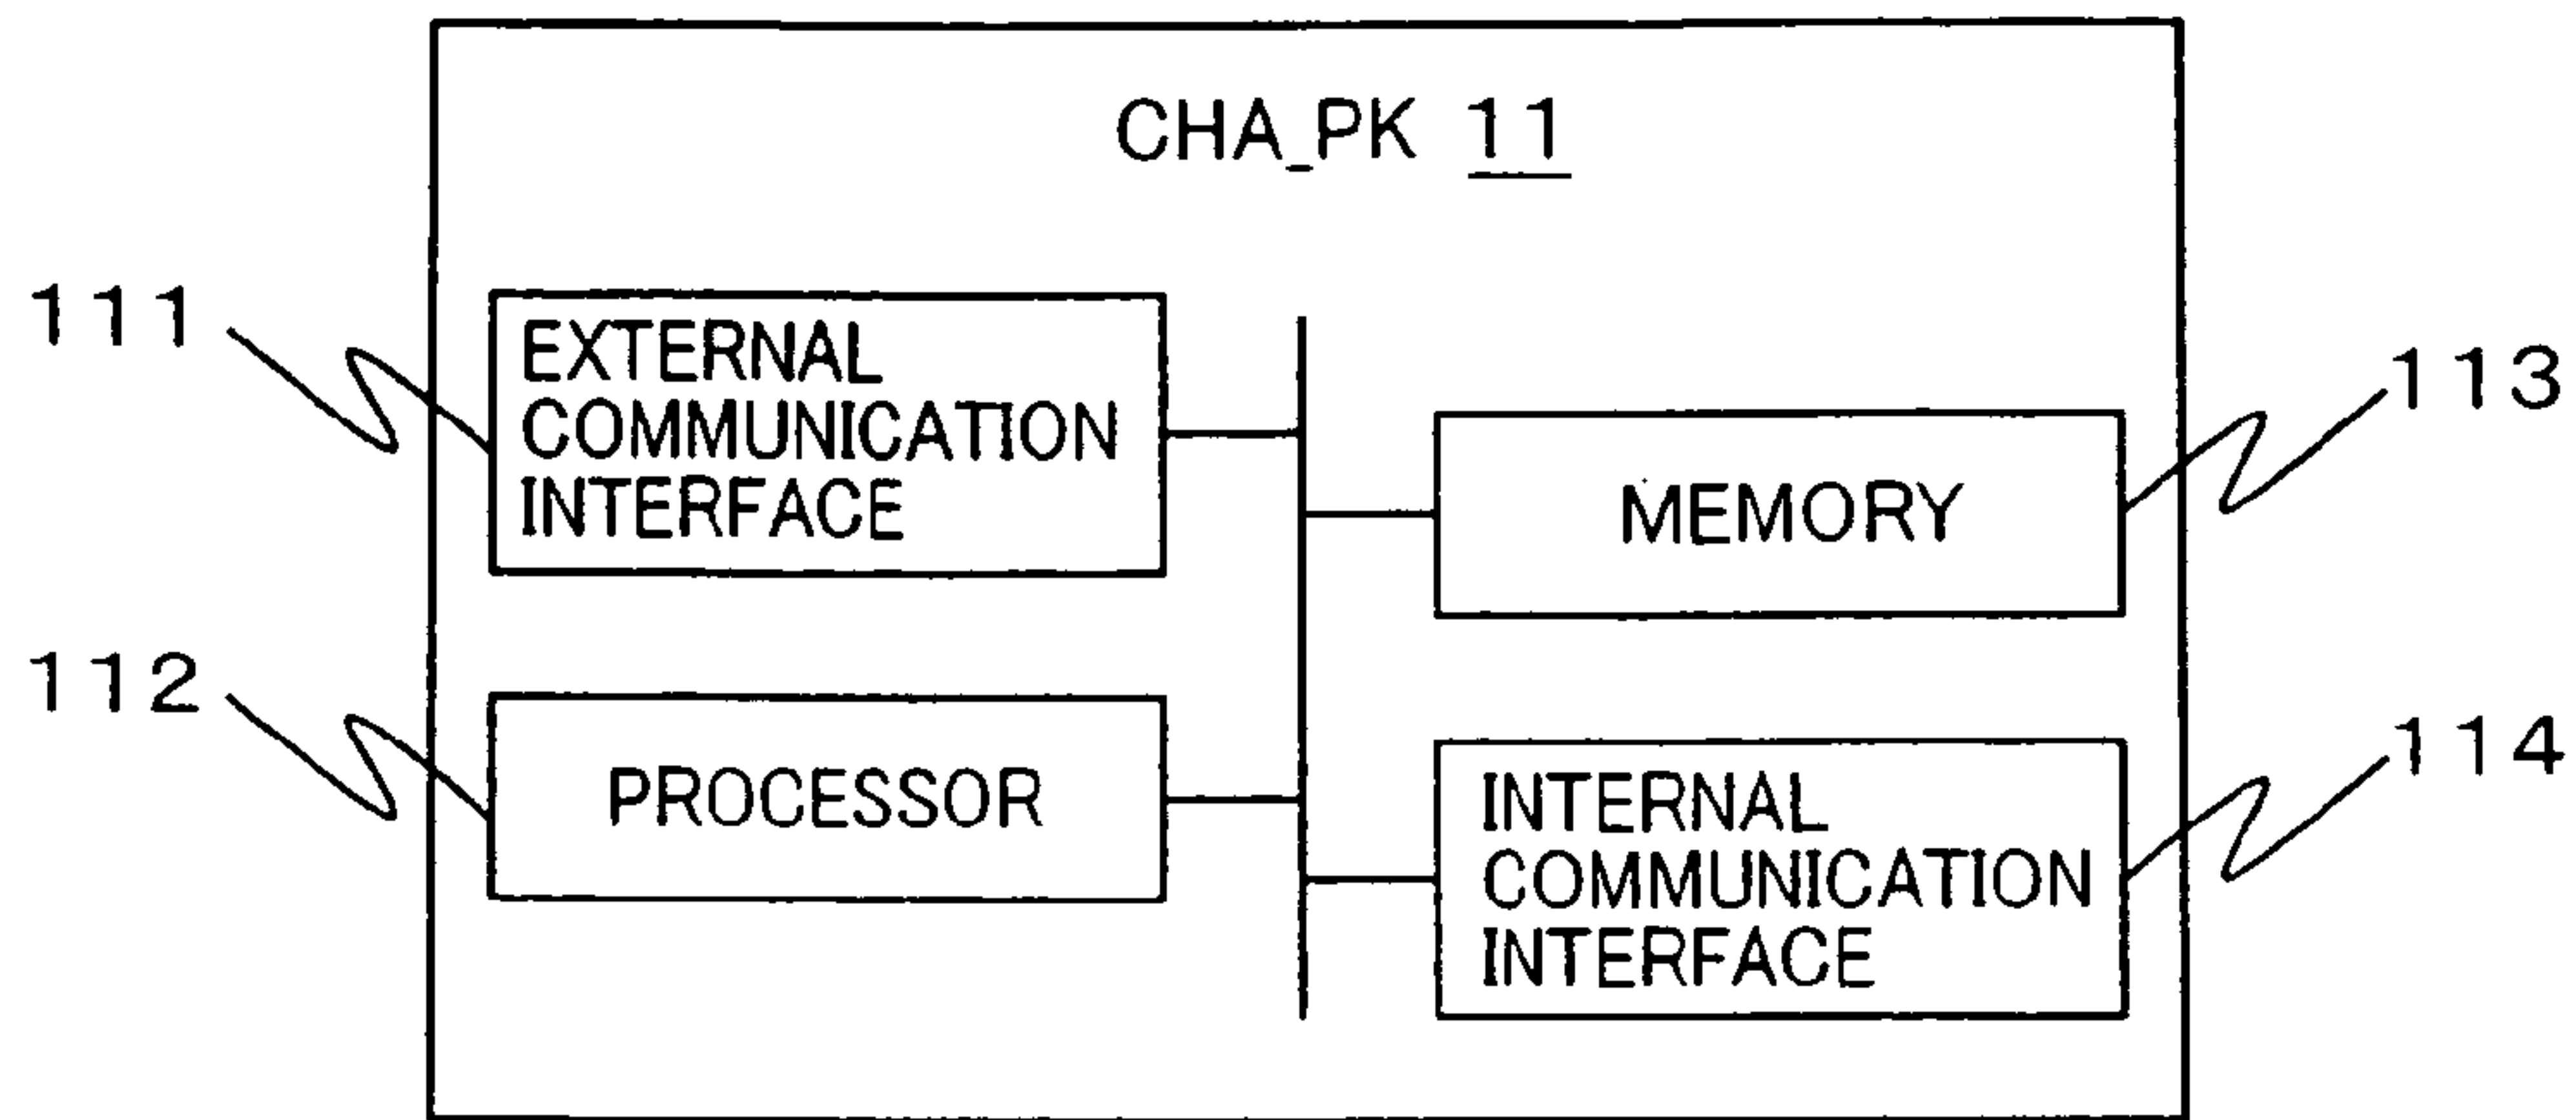 CHA_PK 11
111
EXTERNAL
COMMUNICATION
INTERFACE
113
MEMORY
112
PROCESSOR
114
INTERNAL
COMMUNICATION
INTERFACE